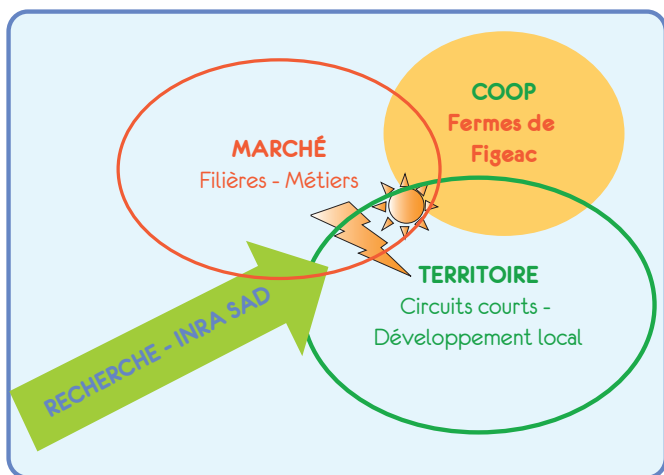 COOP
Fermes de
Figeac
MARCHÉ
Filières - Métiers
TERRITOIRE
Circuits courts -
Développement local
RECHERCHE - INRA SAD